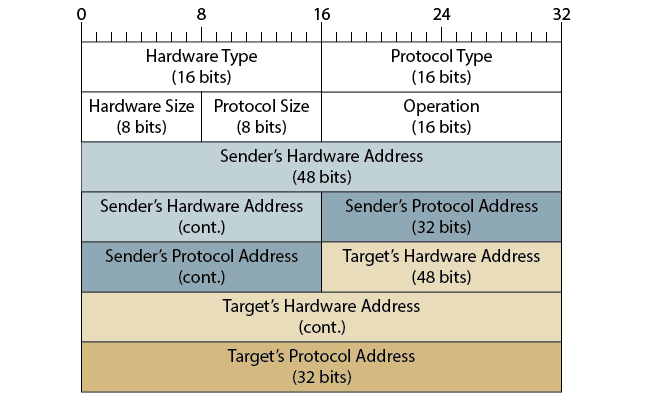 0 8 16 24 32
Hardware Type
(16 bits)
Protocol Type
(16 bits)
Hardware Size
(8 bits)
Protocol Size
(8 bits)
Operation
(16 bits)
Sender’s Hardware Address
(48 bits)
Sender’s Hardware Address
(cont.)
Sender’s Protocol Address
(32 bits)
Sender’s Protocol Address
(cont.)
Target’s Hardware Address
(48 bits)
Target’s Hardware Address
(cont.)
Target’s Protocol Address
(32 bits)